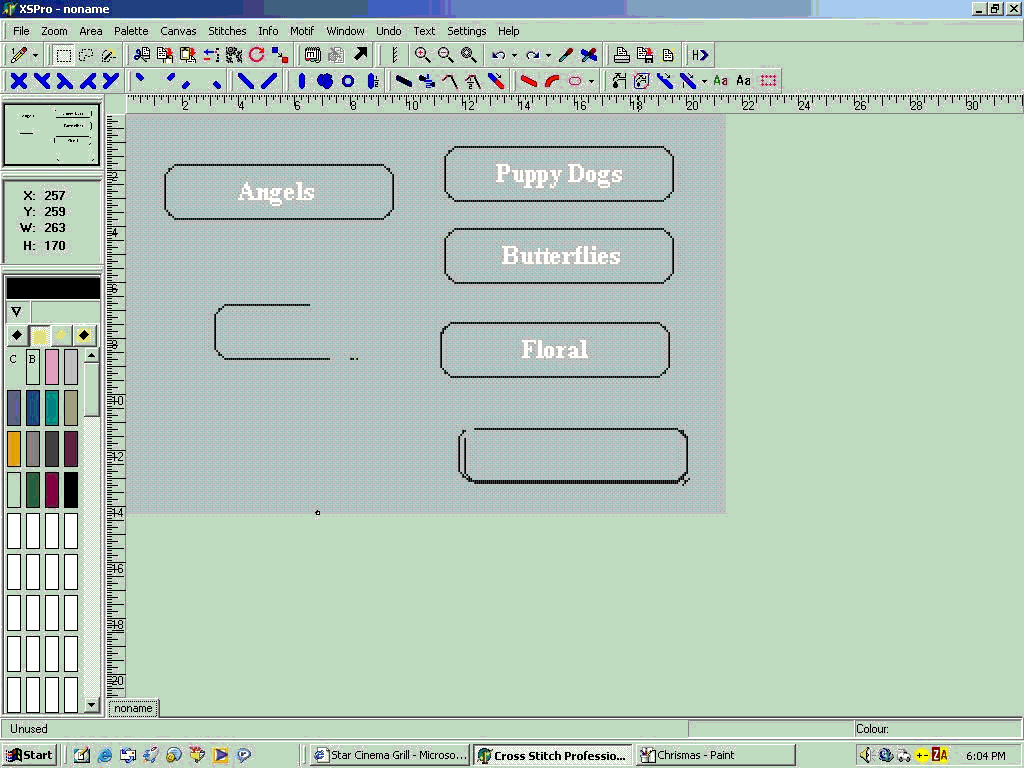 XSPro - noname
File Zoom Area Palette Canvas Stitches Info Motif Window Undo Text Settings Help
H
Aa Aa
2 4 6 8 10 12 14 16 18 20 22 24 26 28 30
X: 257
Y: 259
W: 263
H: 170
C B
2
4
6
8
10
12
14
16
18
20
Angels
Puppy Dogs
Butterflies
Floral
noname
Unused
Colour:
Start
Star Cinema Grill - Microso...
Cross Stitch Professio...
Chrismas - Paint
6:04 PM